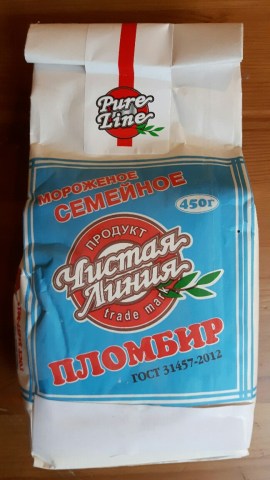 Pure
Line
МОРОЖЕНОЕ
СЕМЕЙНОЕ
450г
ПРОДУКТ
Чистая
Линия
trade mark
ПЛОМБИР
ГОСТ 31457-2012